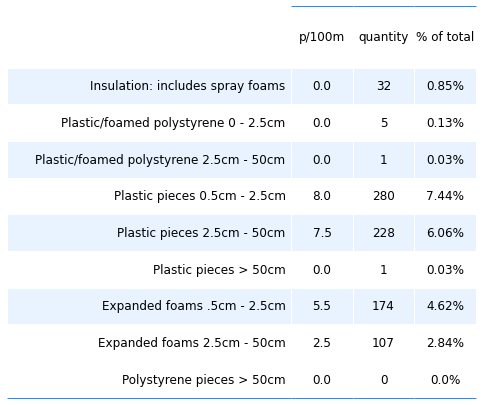 p/100m quantity % of total
Insulation: includes spray foams 0.0 32 0.85%
Plastic/foamed polystyrene 0 - 2.5cm 0.0 5 0.13%
Plastic/foamed polystyrene 2.5cm - 50cm 0.0 1 0.03%
Plastic pieces 0.5cm - 2.5cm 8.0 280 7.44%
Plastic pieces 2.5cm - 50cm 7.5 228 6.06%
Plastic pieces > 50cm 0.0 1 0.03%
Expanded foams .5cm - 2.5cm 5.5 174 4.62%
Expanded foams 2.5cm - 50cm 2.5 107 2.84%
Polystyrene pieces > 50cm 0.0 0 0.0%